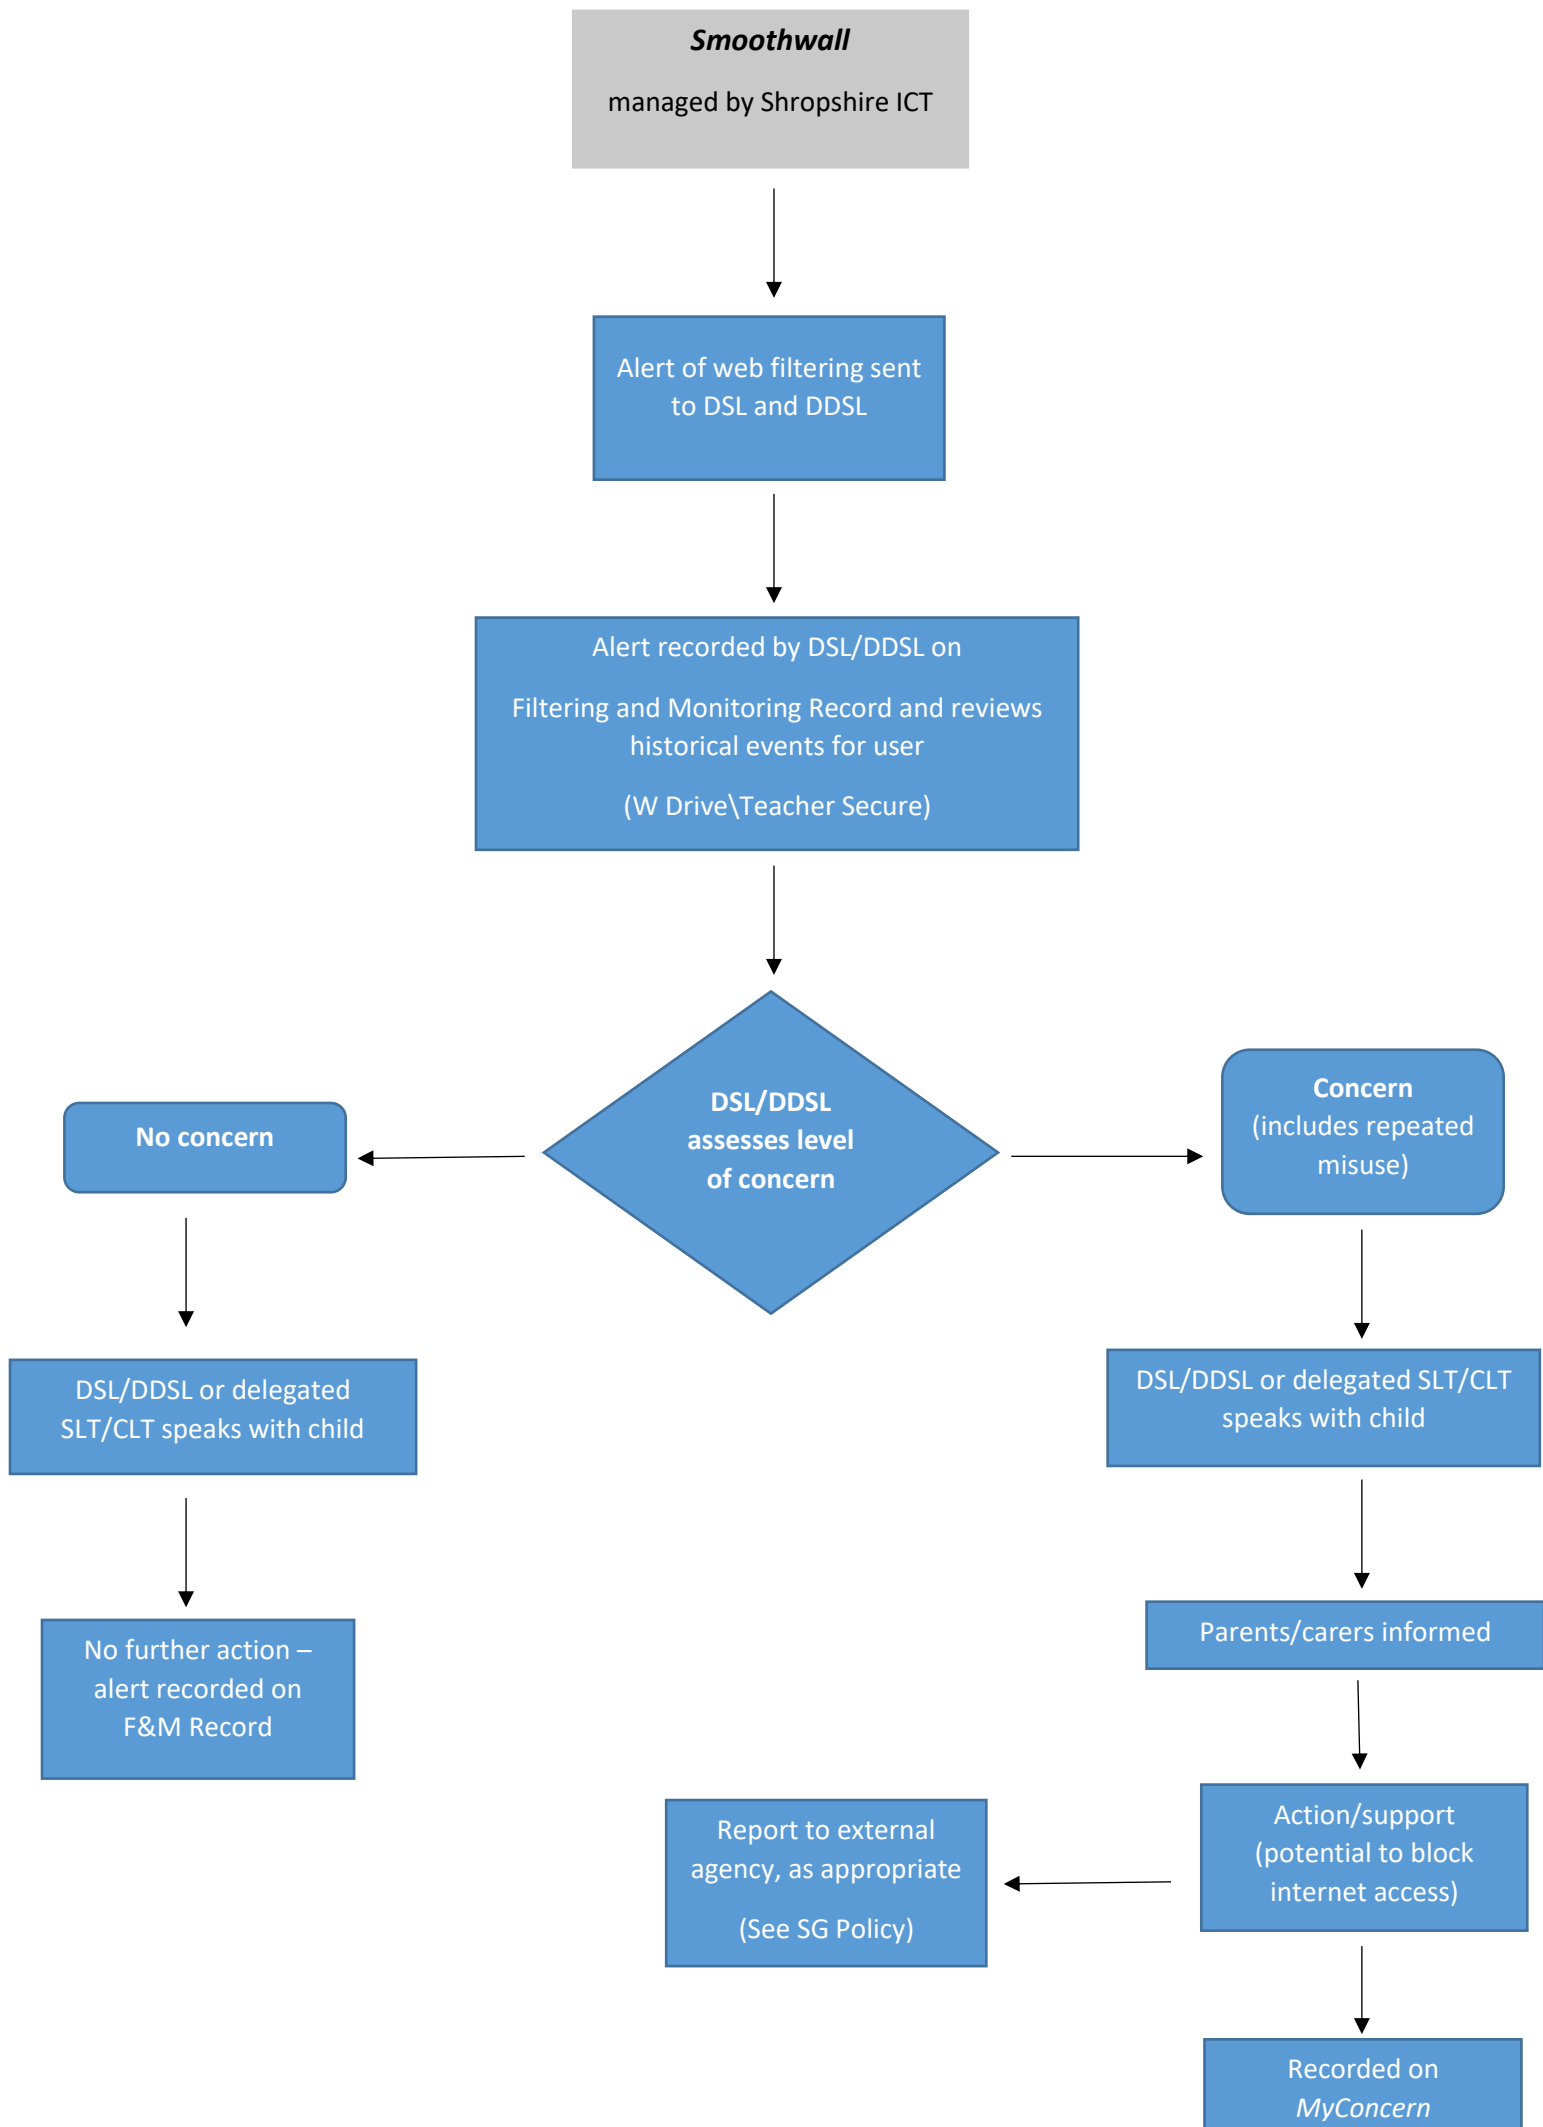 Smoothwall
managed by Shropshire ICT
Alert of web filtering sent
to DSL and DDSL
Alert recorded by DSL/DDSL on
Filtering and Monitoring Record and reviews
historical events for user
(W Drive\Teacher Secure)
DSL/DDSL
assesses level
of concern
No concern
Concern
(includes repeated
misuse)
DSL/DDSL or delegated
SLT/CLT speaks with child
DSL/DDSL or delegated SLT/CLT
speaks with child
No further action –
alert recorded on
F&M Record
Parents/carers informed
Action/support
(potential to block
internet access)
Report to external
agency, as appropriate
(See SG Policy)
Recorded on
MyConcern